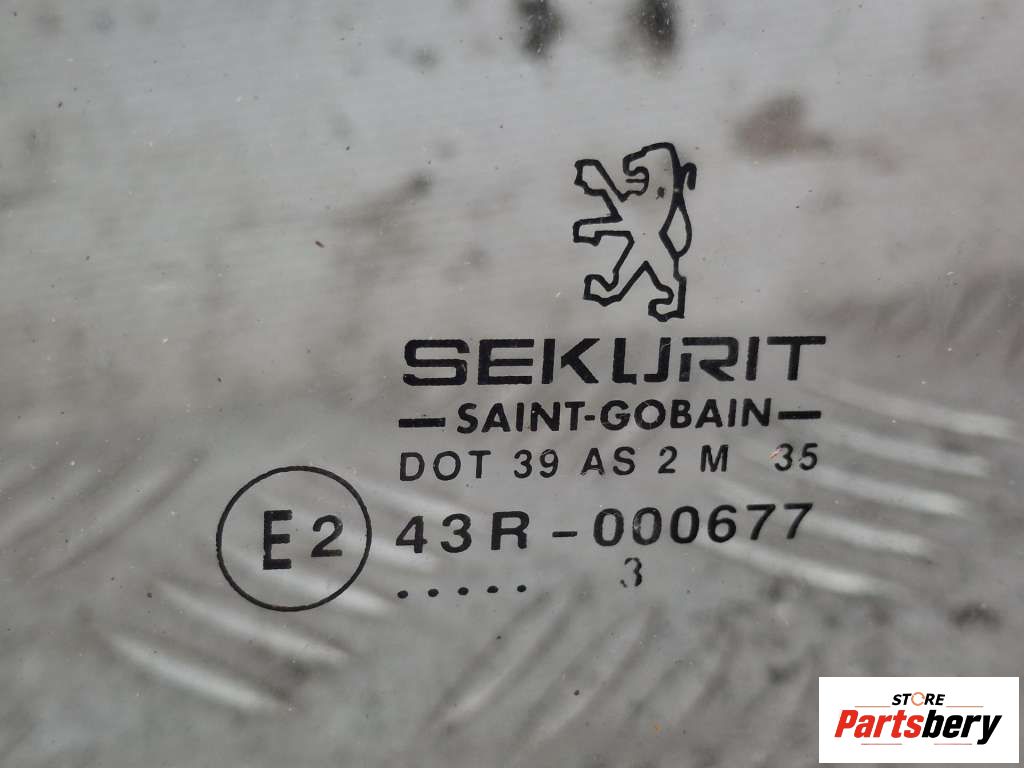 SEKURIT
—SAINT-GOBAIN—
DOT 39 AS 2 M 35
E2 43R-000677
..... 3
STORE
Partsbery